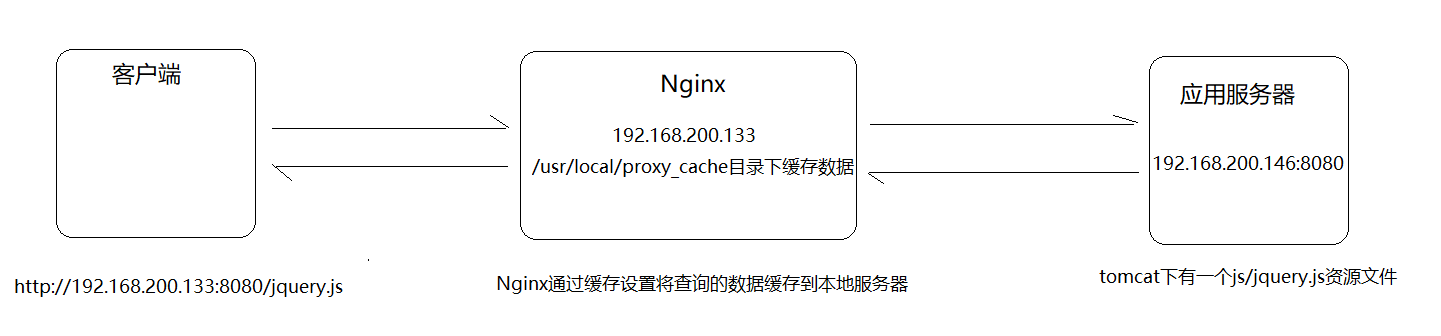 客户端
http://192.168.200.133:8080/jquery.js
Nginx
192.168.200.133
/usr/local/proxy_cache目录下缓存数据
Nginx通过缓存设置将查询的数据缓存到本地服务器
应用服务器
192.168.200.146:8080
tomcat下有一个js/jquery.js资源文件